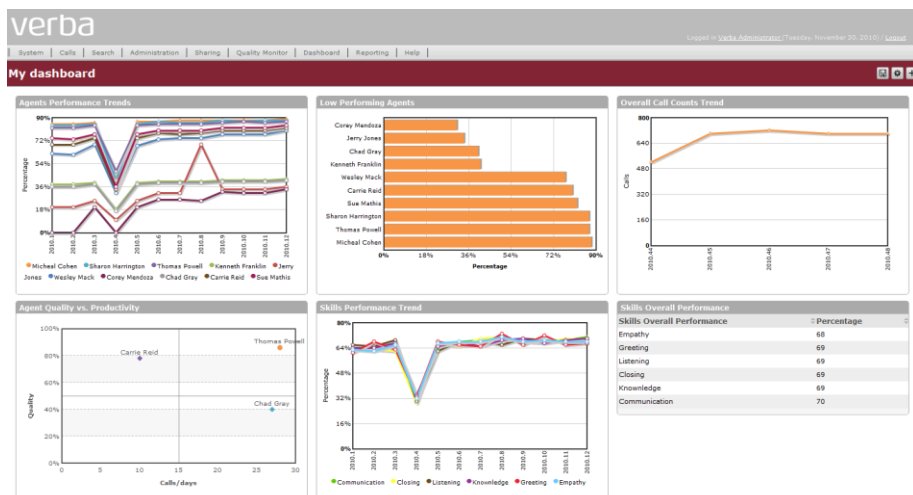 verba
Logged in Verba Administrator (Tuesday, November 30, 2010) / Logout
System | Calls | Search | Administration | Sharing | Quality Monitor | Dashboard | Reporting | Help |
My dashboard
Agents Performance Trends
90%
72%
54%
36%
18%
0%
Percentage
2010.1 2010.2 2010.3 2010.4 2010.5 2010.6 2010.7 2010.8 2010.9 2010.10 2010.11 2010.12
Micheal Cohen Sharon Harrington Thomas Powell Kenneth Franklin Jerry
Jones Wesley Mack Corey Mendoza Chad Gray Carrie Reid Sue Mathis
Low Performing Agents
Corey Mendoza
Jerry Jones
Chad Gray
Kenneth Franklin
Wesley Mack
Carrie Reid
Sue Mathis
Sharon Harrington
Thomas Powell
Micheal Cohen
0% 18% 36% 54% 72% 90%
Percentage
Overall Call Counts Trend
800
640
480
320
160
0
Calls
2010.44 2010.45 2010.46 2010.47 2010.48
Agent Quality vs. Productivity
100%
80%
60%
40%
20%
0%
Quality
Thomas Powell
Carrie Reid
Chad Gray
0 5 10 15 20 25 30
Calls/days
Skills Performance Trend
80%
64%
48%
32%
16%
0%
Percentage
2010.1 2010.2 2010.3 2010.4 2010.5 2010.6 2010.7 2010.8 2010.9 2010.10 2010.11 2010.12
Communication Closing Listening Knowledge Greeting Empathy
Skills Overall Performance
Skills Overall Performance Percentage
Empathy 68
Greeting 69
Listening 69
Closing 69
Knownledge 69
Communication 70